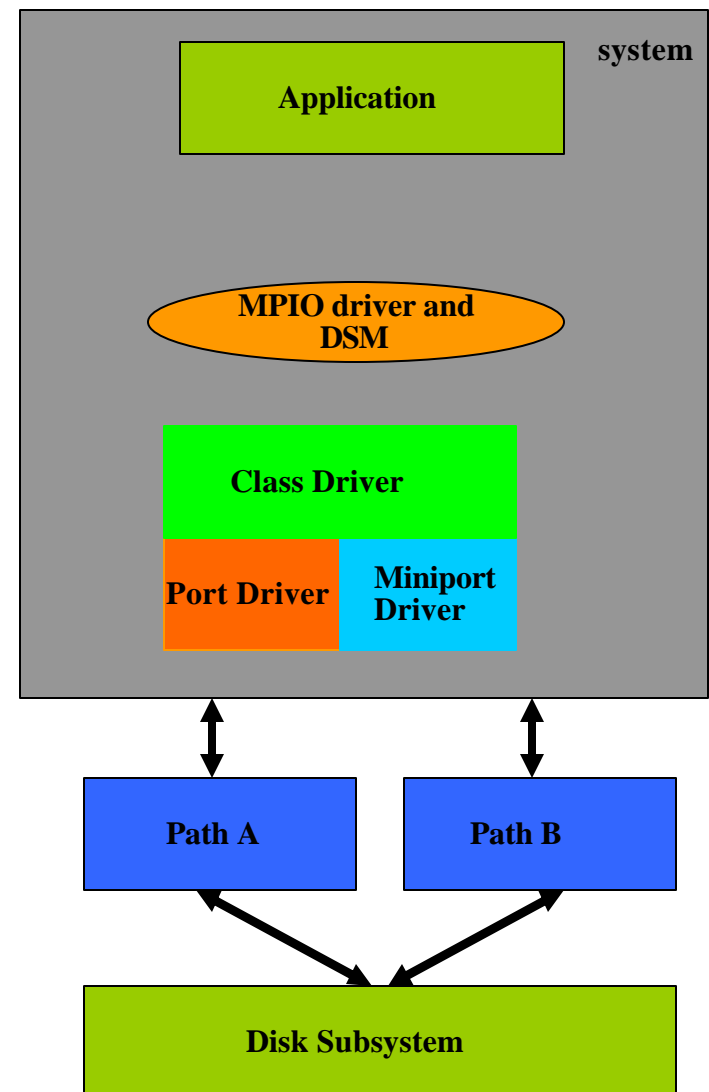 system
Application
MPIO driver and
DSM
Class Driver
Port Driver
Miniport
Driver
Path A
Path B
Disk Subsystem